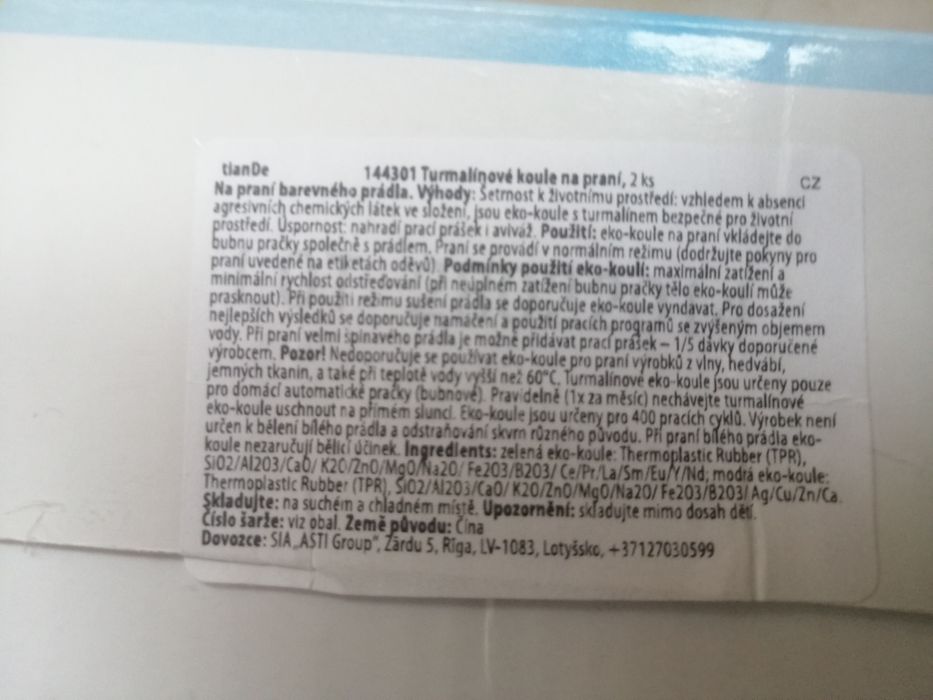 tianDe 144301 Turmalínové koule na praní, 2 ks CZ
Na praní barevného prádla. Výhody: Šetrnost k životnímu prostředí: vzhledem k absenci
agresivních chemických látek ve složení, jsou eko-koule s turmalínem bezpečné pro životní
prostředí. Úspornost: nahradí prací prášek i aviváž. Použití: eko-koule na praní vkládejte do
bubnu pračky společně s prádlem. Praní se provádí v normálním režimu (dodržujte pokyny pro
praní uvedené na etiketách oděvů). Podmínky použití eko-koulí: maximální zatížení a
minimální rychlost odstřeďování (při neúplném zatížení bubnu pračky tělo eko-koulí může
prasknout). Při použití režimu sušení prádla se doporučuje eko-koule vyndavat. Pro dosažení
nejlepších výsledků se doporučuje namáčení a použití pracích programů se zvýšeným objemem
vody. Při praní velmi špinavého prádla je možné přidávat prací prášek – 1/5 dávky doporučené
výrobcem. Pozor! Nedoporučuje se používat eko-koule pro praní výrobků z vlny, hedvábí,
jemných tkanin, a také při teplotě vody vyšší než 60°C. Turmalínové eko-koule jsou určeny pouze
pro domácí automatické pračky (bubnové). Pravidelně (1x za měsíc) nechávejte turmalínové
eko-koule uschnout na přímém slunci. Eko-koule jsou určeny pro 400 pracích cyklů. Výrobek není
určen k bělení bílého prádla a odstraňování skvrn různého původu. Při praní bílého prádla eko-
koule nezaručují bělicí účinek. Ingredients: zelená eko-koule: Thermoplastic Rubber (TPR),
SiO2/Al2O3/CaO/ K2O/ZnO/MgO/Na2O/ Fe2O3/B2O3/ Ce/Pr/La/Sm/Eu/Y/Nd; modrá eko-koule:
Thermoplastic Rubber (TPR), SiO2/Al2O3/CaO/ K2O/ZnO/MgO/Na2O/ Fe2O3/B2O3/ Ag/Cu/Zn/Ca.
Skladujte: na suchém a chladném místě. Upozornění: skladujte mimo dosah dětí.
Číslo šarže: viz obal. Země původu: Čína
Dovozce: SIA „ASTI Group", Zārdu 5, Rīga, LV-1083, Lotyšsko, +37127030599